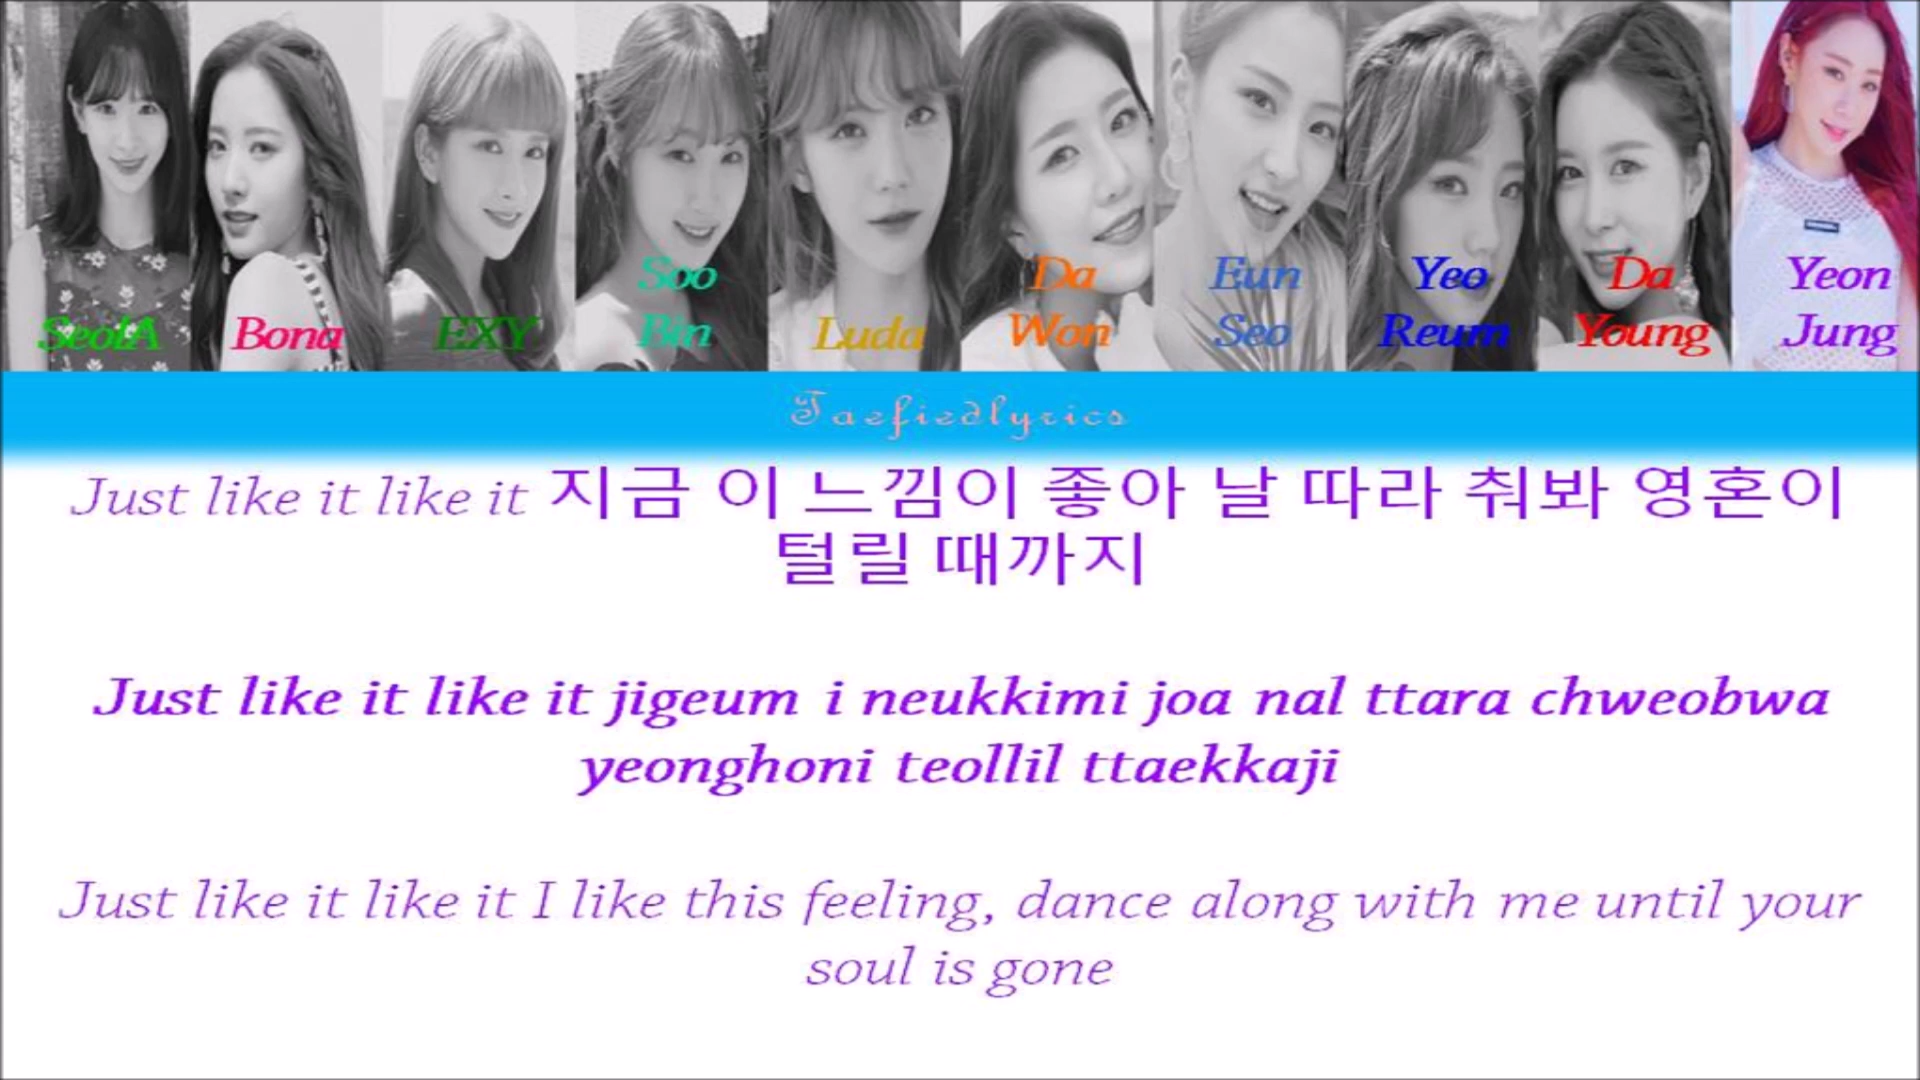 SeolA
Bona
EXY
Soo
Bin
Luda
Da
Won
Eun
Seo
Yeo
Reum
Da
Young
Yeon
Jung
Taefiedlyrics
Just like it like it 지금 이 느낌이 좋아 날 따라 춰봐 영혼이
털릴 때까지
Just like it like it jigeum i neukkimi joa nal ttara chweobwa
yeonghoni teollil ttaekkaji
Just like it like it I like this feeling, dance along with me until your
soul is gone